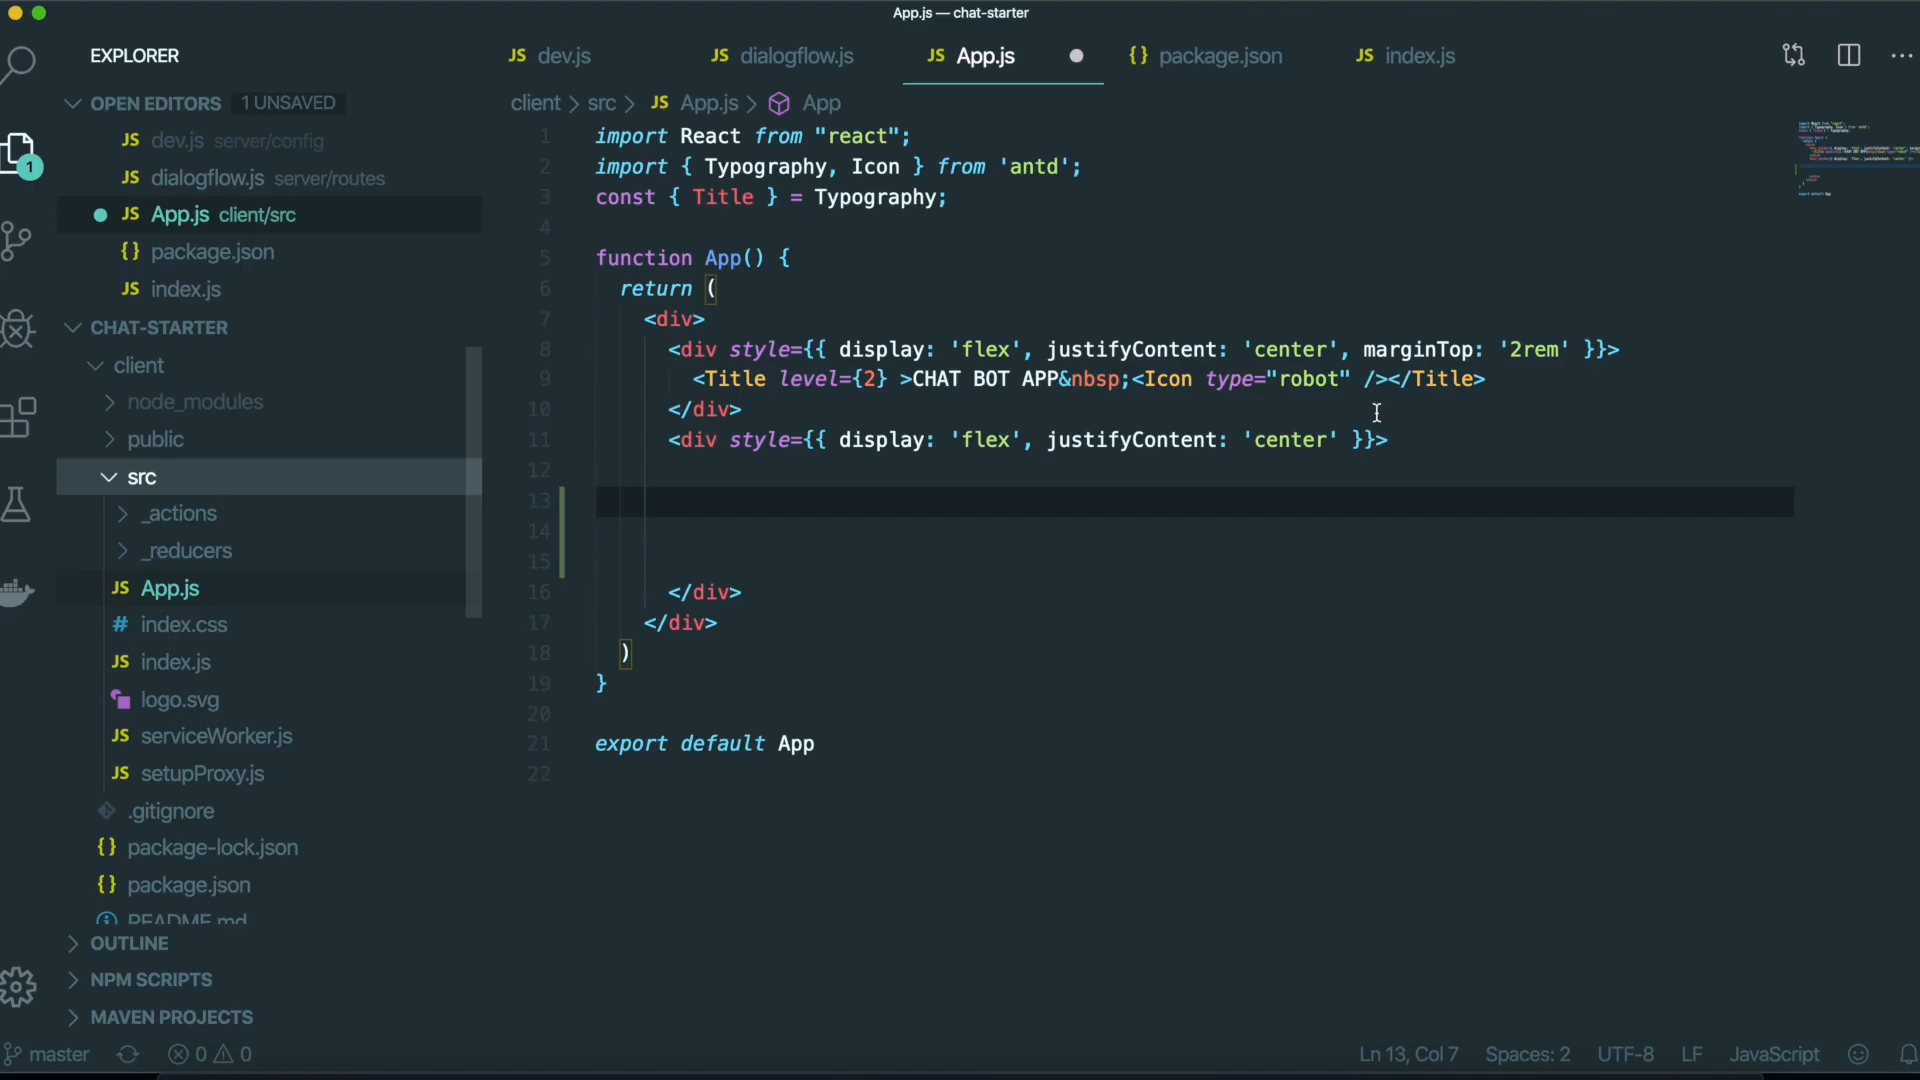 App.js — chat-starter
EXPLORER
OPEN EDITORS 1 UNSAVED
JS dev.js server/config
JS dialogflow.js server/routes
JS App.js client/src
{} package.json
JS index.js
CHAT-STARTER
client
node_modules
public
src
_actions
_reducers
JS App.js
# index.css
JS index.js
logo.svg
JS serviceWorker.js
JS setupProxy.js
.gitignore
{} package-lock.json
{} package.json
README.md
OUTLINE
NPM SCRIPTS
MAVEN PROJECTS
1
JS dev.js JS dialogflow.js JS App.js {} package.json JS index.js
client > src > JS App.js > App
1 import React from "react";
2 import { Typography, Icon } from 'antd';
3 const { Title } = Typography;
4
5 function App() {
6 return (
7 <div>
8 <div style={{ display: 'flex', justifyContent: 'center', marginTop: '2rem' }}>
9 <Title level={2} >CHAT BOT APP&nbsp;<Icon type="robot" /></Title>
10 </div>
11 <div style={{ display: 'flex', justifyContent: 'center' }}>
12
13
14
15
16 </div>
17 </div>
18 )
19 }
20
21 export default App
22
master 0 0 Ln 13, Col 7 Spaces: 2 UTF-8 LF JavaScript